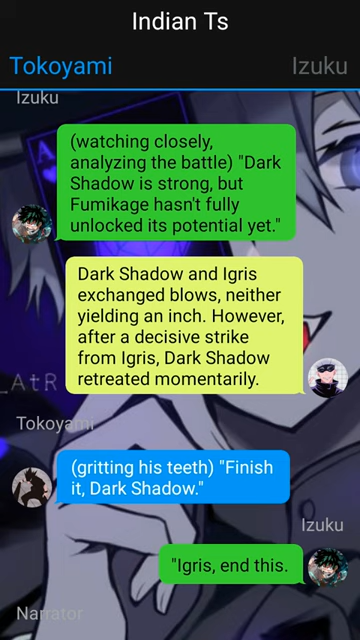 Indian Ts
Tokoyami
Izuku
Izuku
(watching closely,
analyzing the battle) "Dark
Shadow is strong, but
Fumikage hasn't fully
unlocked its potential yet."
Dark Shadow and Igris
exchanged blows, neither
yielding an inch. However,
after a decisive strike
from Igris, Dark Shadow
retreated momentarily.
_AtR
Tokoyami
(gritting his teeth) "Finish
it, Dark Shadow."
Izuku
"Igris, end this.
Narrator